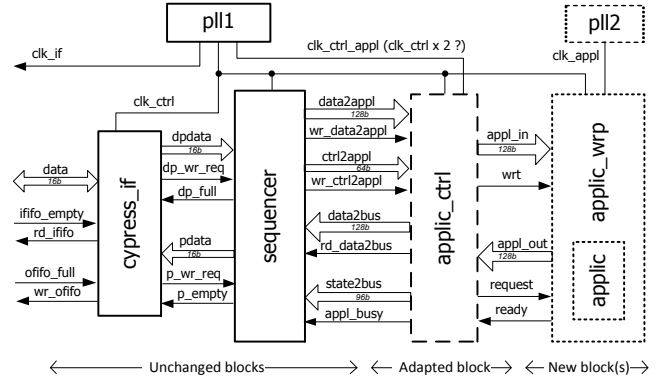 pll1
pll2
clk_if
clk_ctrl_appl (clk_ctrl x 2 ?)
clk_appl
clk_ctrl
data
16b
ififo_empty
rd_ififo
ofifo_full
wr_ofifo
cypress_if
dpdata
16b
dp_wr_req
dp_full
pdata
16b
p_wr_req
p_empty
sequencer
data2appl
128b
wr_data2appl
ctrl2appl
64b
wr_ctrl2appl
data2bus
128b
rd_data2bus
state2bus
96b
appl_busy
applic_ctrl
appl_in
128b
wrt
appl_out
128b
request
ready
applic_wrp
applic
Unchanged blocks
Adapted block
New block(s)